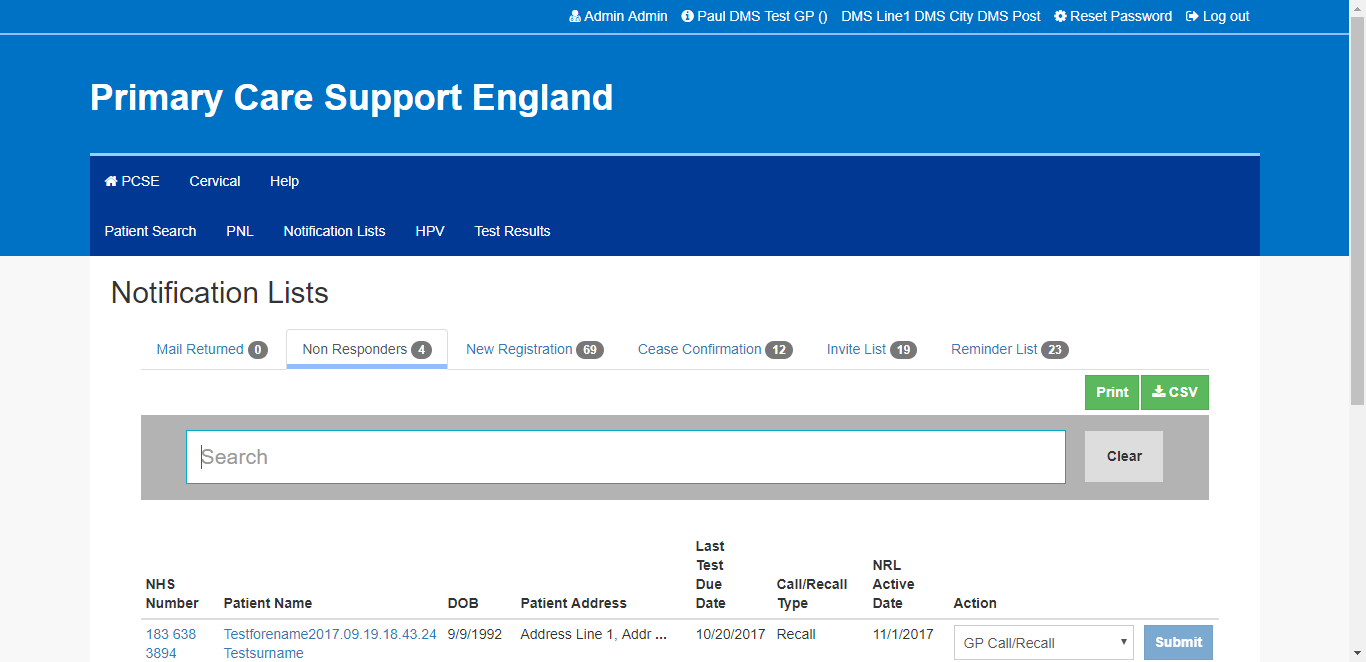 Admin Admin Paul DMS Test GP () DMS Line1 DMS City DMS Post Reset Password Log out
Primary Care Support England
PCSE Cervical Help
Patient Search PNL Notification Lists HPV Test Results
Notification Lists
Mail Returned 0 Non Responders 4 New Registration 69 Cease Confirmation 12 Invite List 19 Reminder List 23
Print CSV
Search Clear
NHS Number Patient Name DOB Patient Address Last Test Due Date Call/Recall Type NRL Active Date Action
183 638 3894 Testforename2017.09.19.18.43.24 Testsurname 9/9/1992 Address Line 1, Addr ... 10/20/2017 Recall 11/1/2017 GP Call/Recall Submit